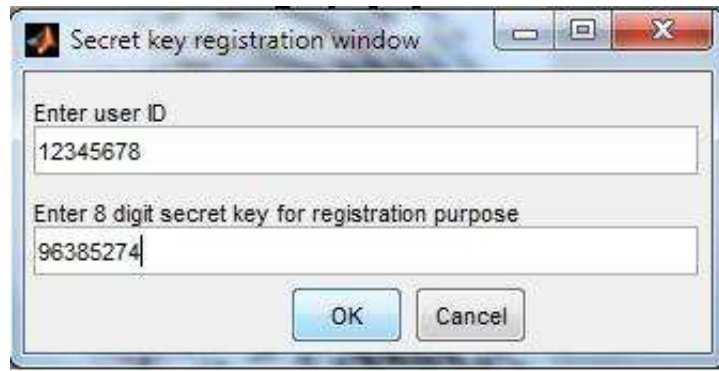 Secret key registration window
Enter user ID
12345678
Enter 8 digit secret key for registration purpose
96385274
OK Cancel